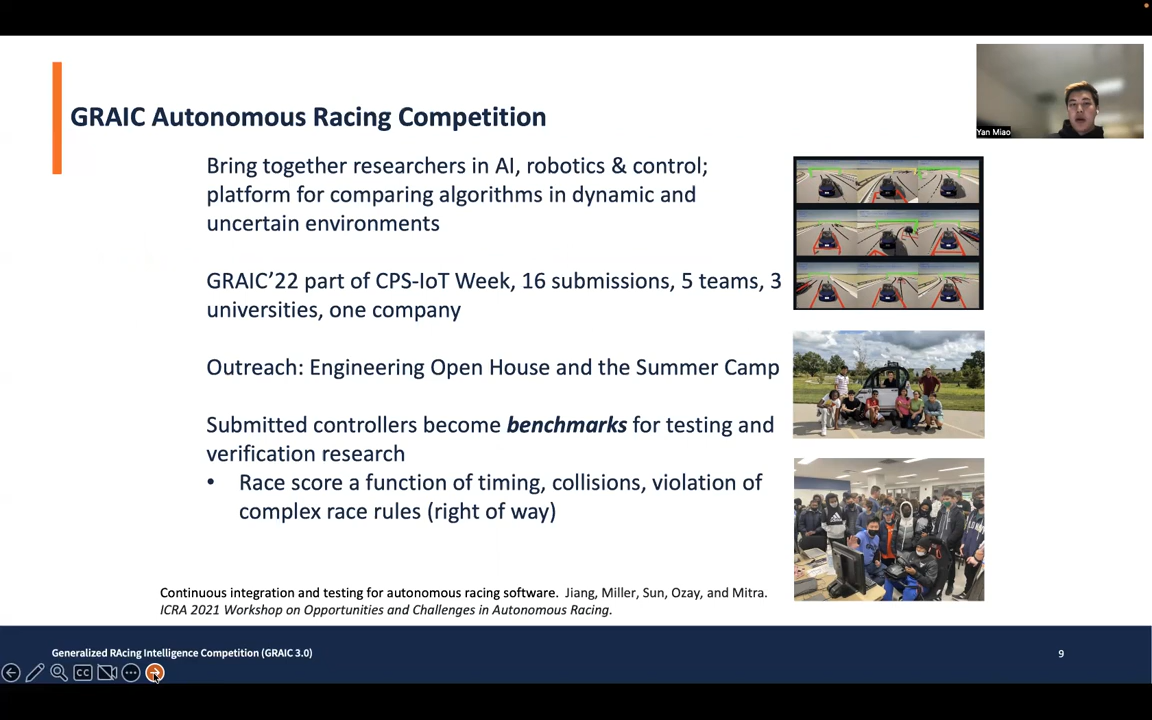 GRAIC Autonomous Racing Competition
Yan Miao
Bring together researchers in AI, robotics & control;
platform for comparing algorithms in dynamic and
uncertain environments
GRAIC’22 part of CPS-IoT Week, 16 submissions, 5 teams, 3
universities, one company
Outreach: Engineering Open House and the Summer Camp
Submitted controllers become benchmarks for testing and
verification research
• Race score a function of timing, collisions, violation of
complex race rules (right of way)
Continuous integration and testing for autonomous racing software. Jiang, Miller, Sun, Ozay, and Mitra.
ICRA 2021 Workshop on Opportunities and Challenges in Autonomous Racing.
Generalized RAcing Intelligence Competition (GRAIC 3.0)
9
CC